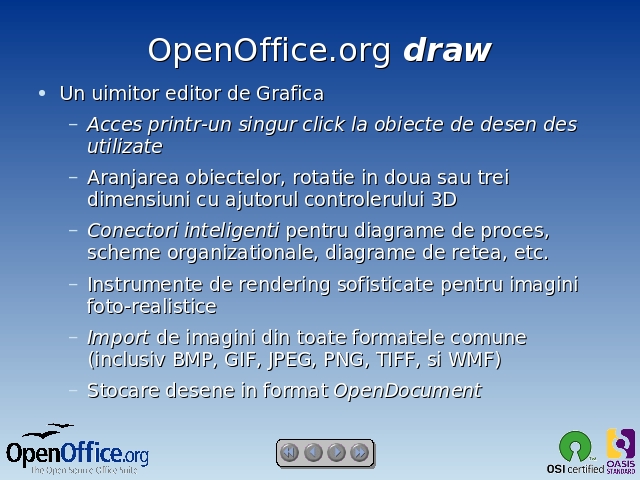 OpenOffice.org draw
• Un uimitor editor de Grafica
– Acces printr-un singur click la obiecte de desen des
utilizate
– Aranjarea obiectelor, rotatie in doua sau trei
dimensiuni cu ajutorul controlerului 3D
– Conectori inteligenti pentru diagrame de proces,
scheme organizationale, diagrame de retea, etc.
– Instrumente de rendering sofisticate pentru imagini
foto-realistice
– Import de imagini din toate formatele comune
(inclusiv BMP, GIF, JPEG, PNG, TIFF, si WMF)
– Stocare desene in format OpenDocument
OpenOffice.org
The Open Source Office Suite
OSI certified
OASIS
STANDARD